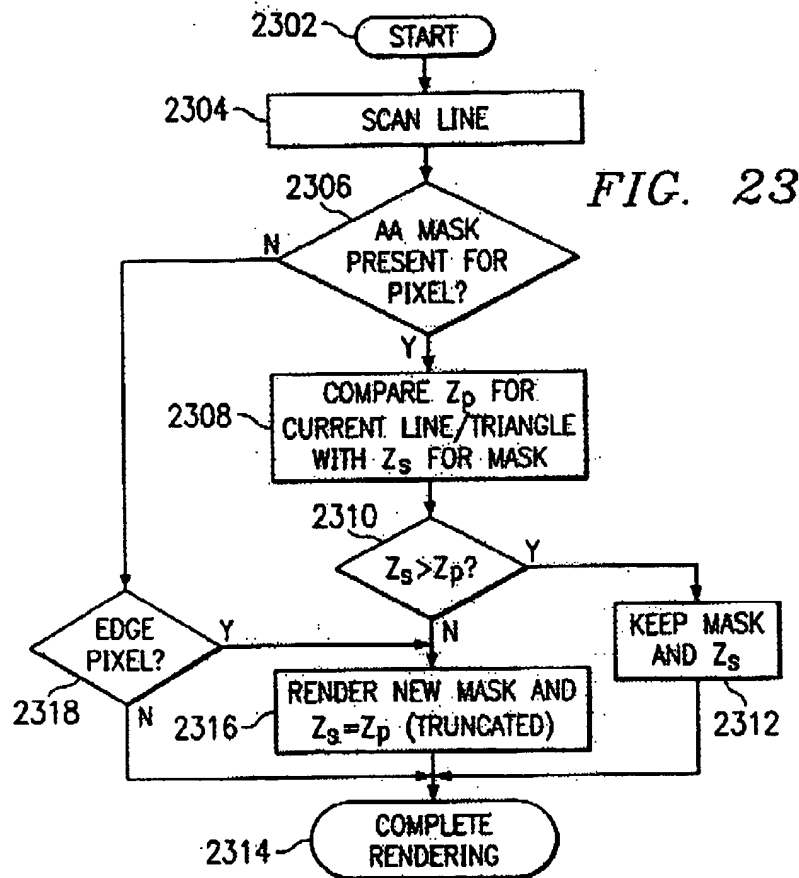 2302
START
2304
SCAN LINE
FIG. 23
2306
AA MASK
PRESENT FOR
PIXEL?
N
Y
2308
COMPARE Zp FOR
CURRENT LINE/TRIANGLE
WITH Zs FOR MASK
2310
Zs>Zp?
Y
N
KEEP MASK
AND Zs
2312
EDGE
PIXEL?
Y
N
2318
2316
RENDER NEW MASK AND
Zs=Zp (TRUNCATED)
2314
COMPLETE
RENDERING